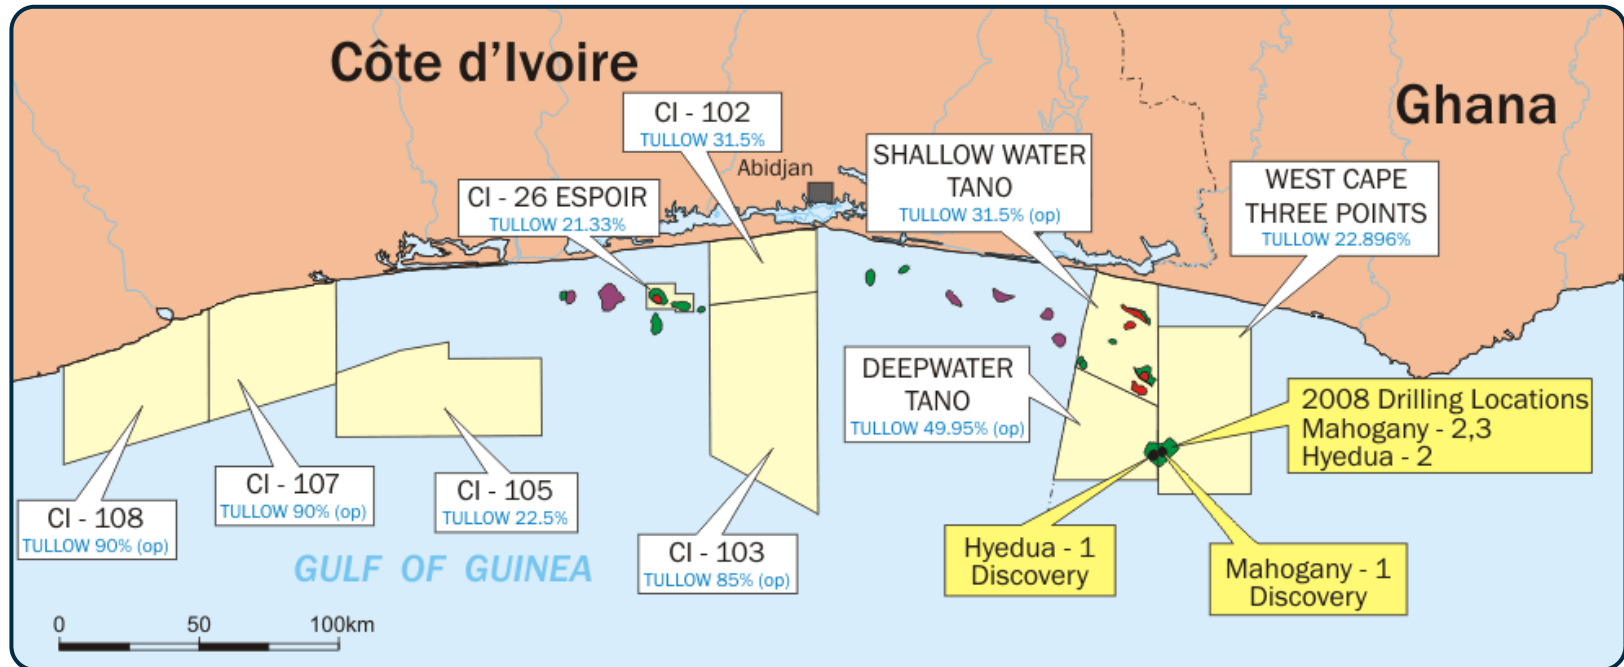 Côte d'Ivoire
Ghana
CI - 102
TULLOW 31.5%
Abidjan
SHALLOW WATER
TANO
TULLOW 31.5% (op)
WEST CAPE
THREE POINTS
TULLOW 22.896%
CI - 26 ESPOIR
TULLOW 21.33%
DEEPWATER
TANO
TULLOW 49.95% (op)
2008 Drilling Locations
Mahogany - 2,3
Hyedua - 2
CI - 108
TULLOW 90% (op)
CI - 107
TULLOW 90% (op)
CI - 105
TULLOW 22.5%
CI - 103
TULLOW 85% (op)
Hyedua - 1
Discovery
Mahogany - 1
Discovery
GULF OF GUINEA
0 50 100km